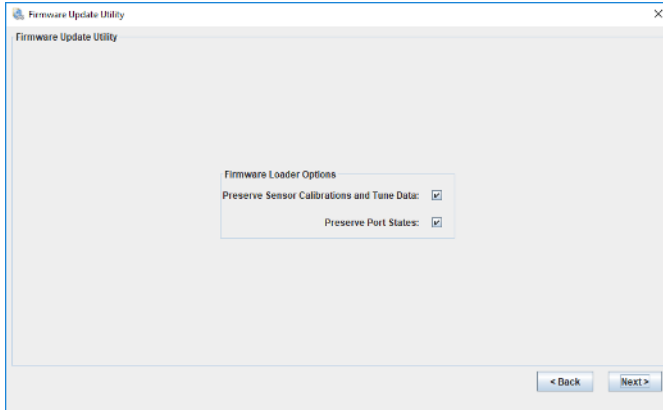 Firmware Update Utility
Firmware Update Utility
Firmware Loader Options
Preserve Sensor Calibrations and Tune Data:
Preserve Port States:
< Back Next >